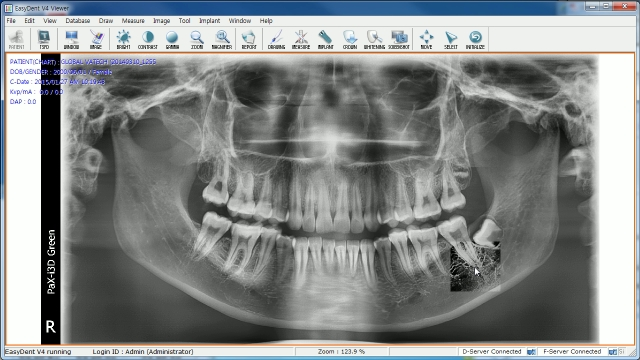 EasyDent V4 Viewer
File Edit View Database Draw Measure Image Tool Implant Window Help
PATIENT TSPD WINDOW IMAGE BRIGHT CONTRAST GAMMA ZOOM MAGNIFIER REPORT DRAWING MEASURE IMPLANT CROWN WHITENING SCREENSHOT MOVE SELECT INITIALIZE
PATIENT(CHART) : GLOBAL VATECH
DOB/GENDER : / Female
C-Date :
Kvp/mA : 0.0 / 0.0
DAP : 0.0
PaX-i3D Green
R
EasyDent V4 running Login ID : Admin (Administrator) Zoom : 123.9 % D-Server Connected F-Server Connected